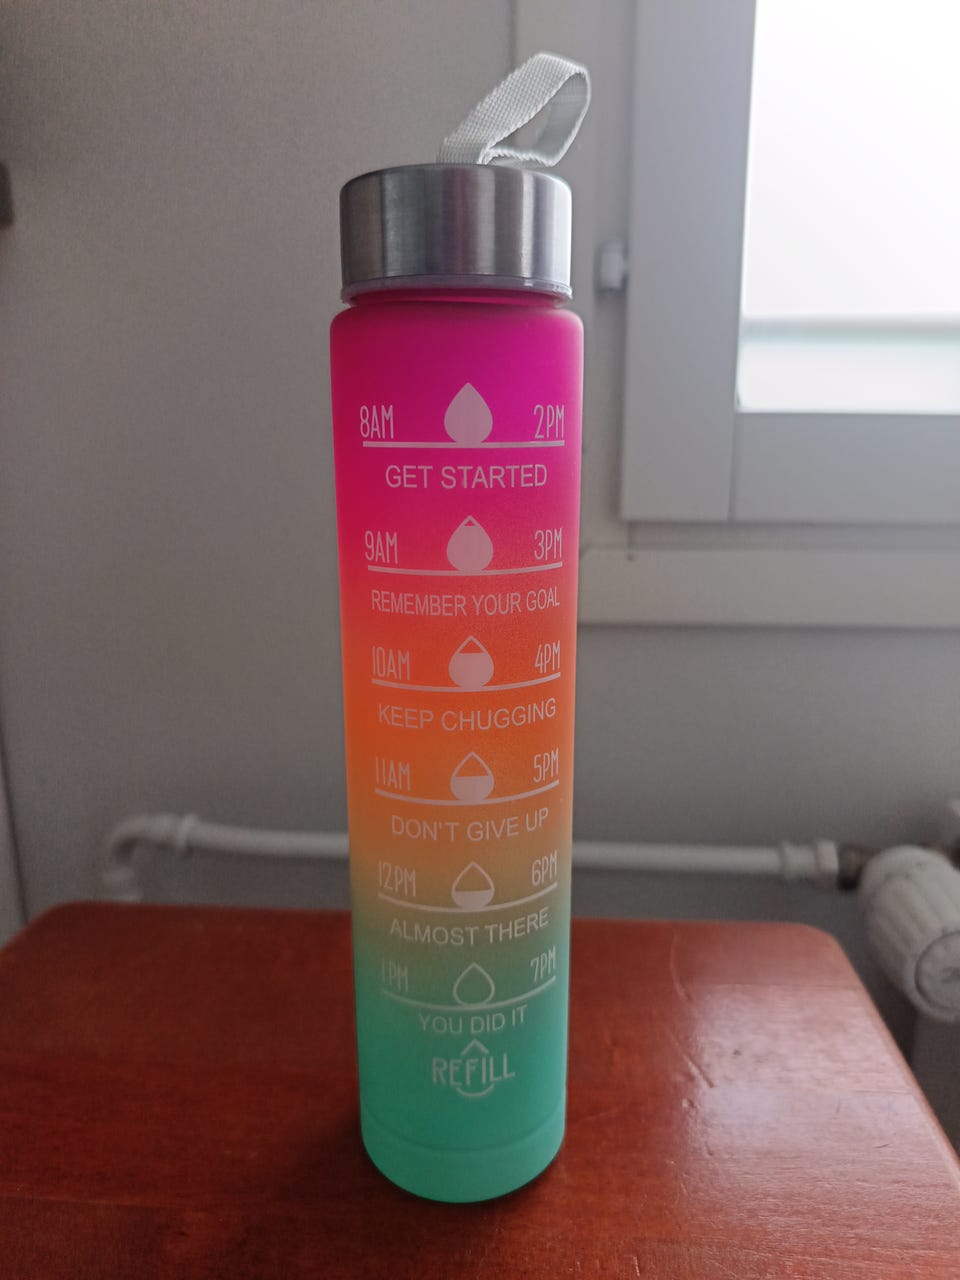 8AM 2PM
GET STARTED
9AM 3PM
REMEMBER YOUR GOAL
10AM 4PM
KEEP CHUGGING
11AM 5PM
DON'T GIVE UP
12PM 6PM
ALMOST THERE
1PM 7PM
YOU DID IT
REFILL